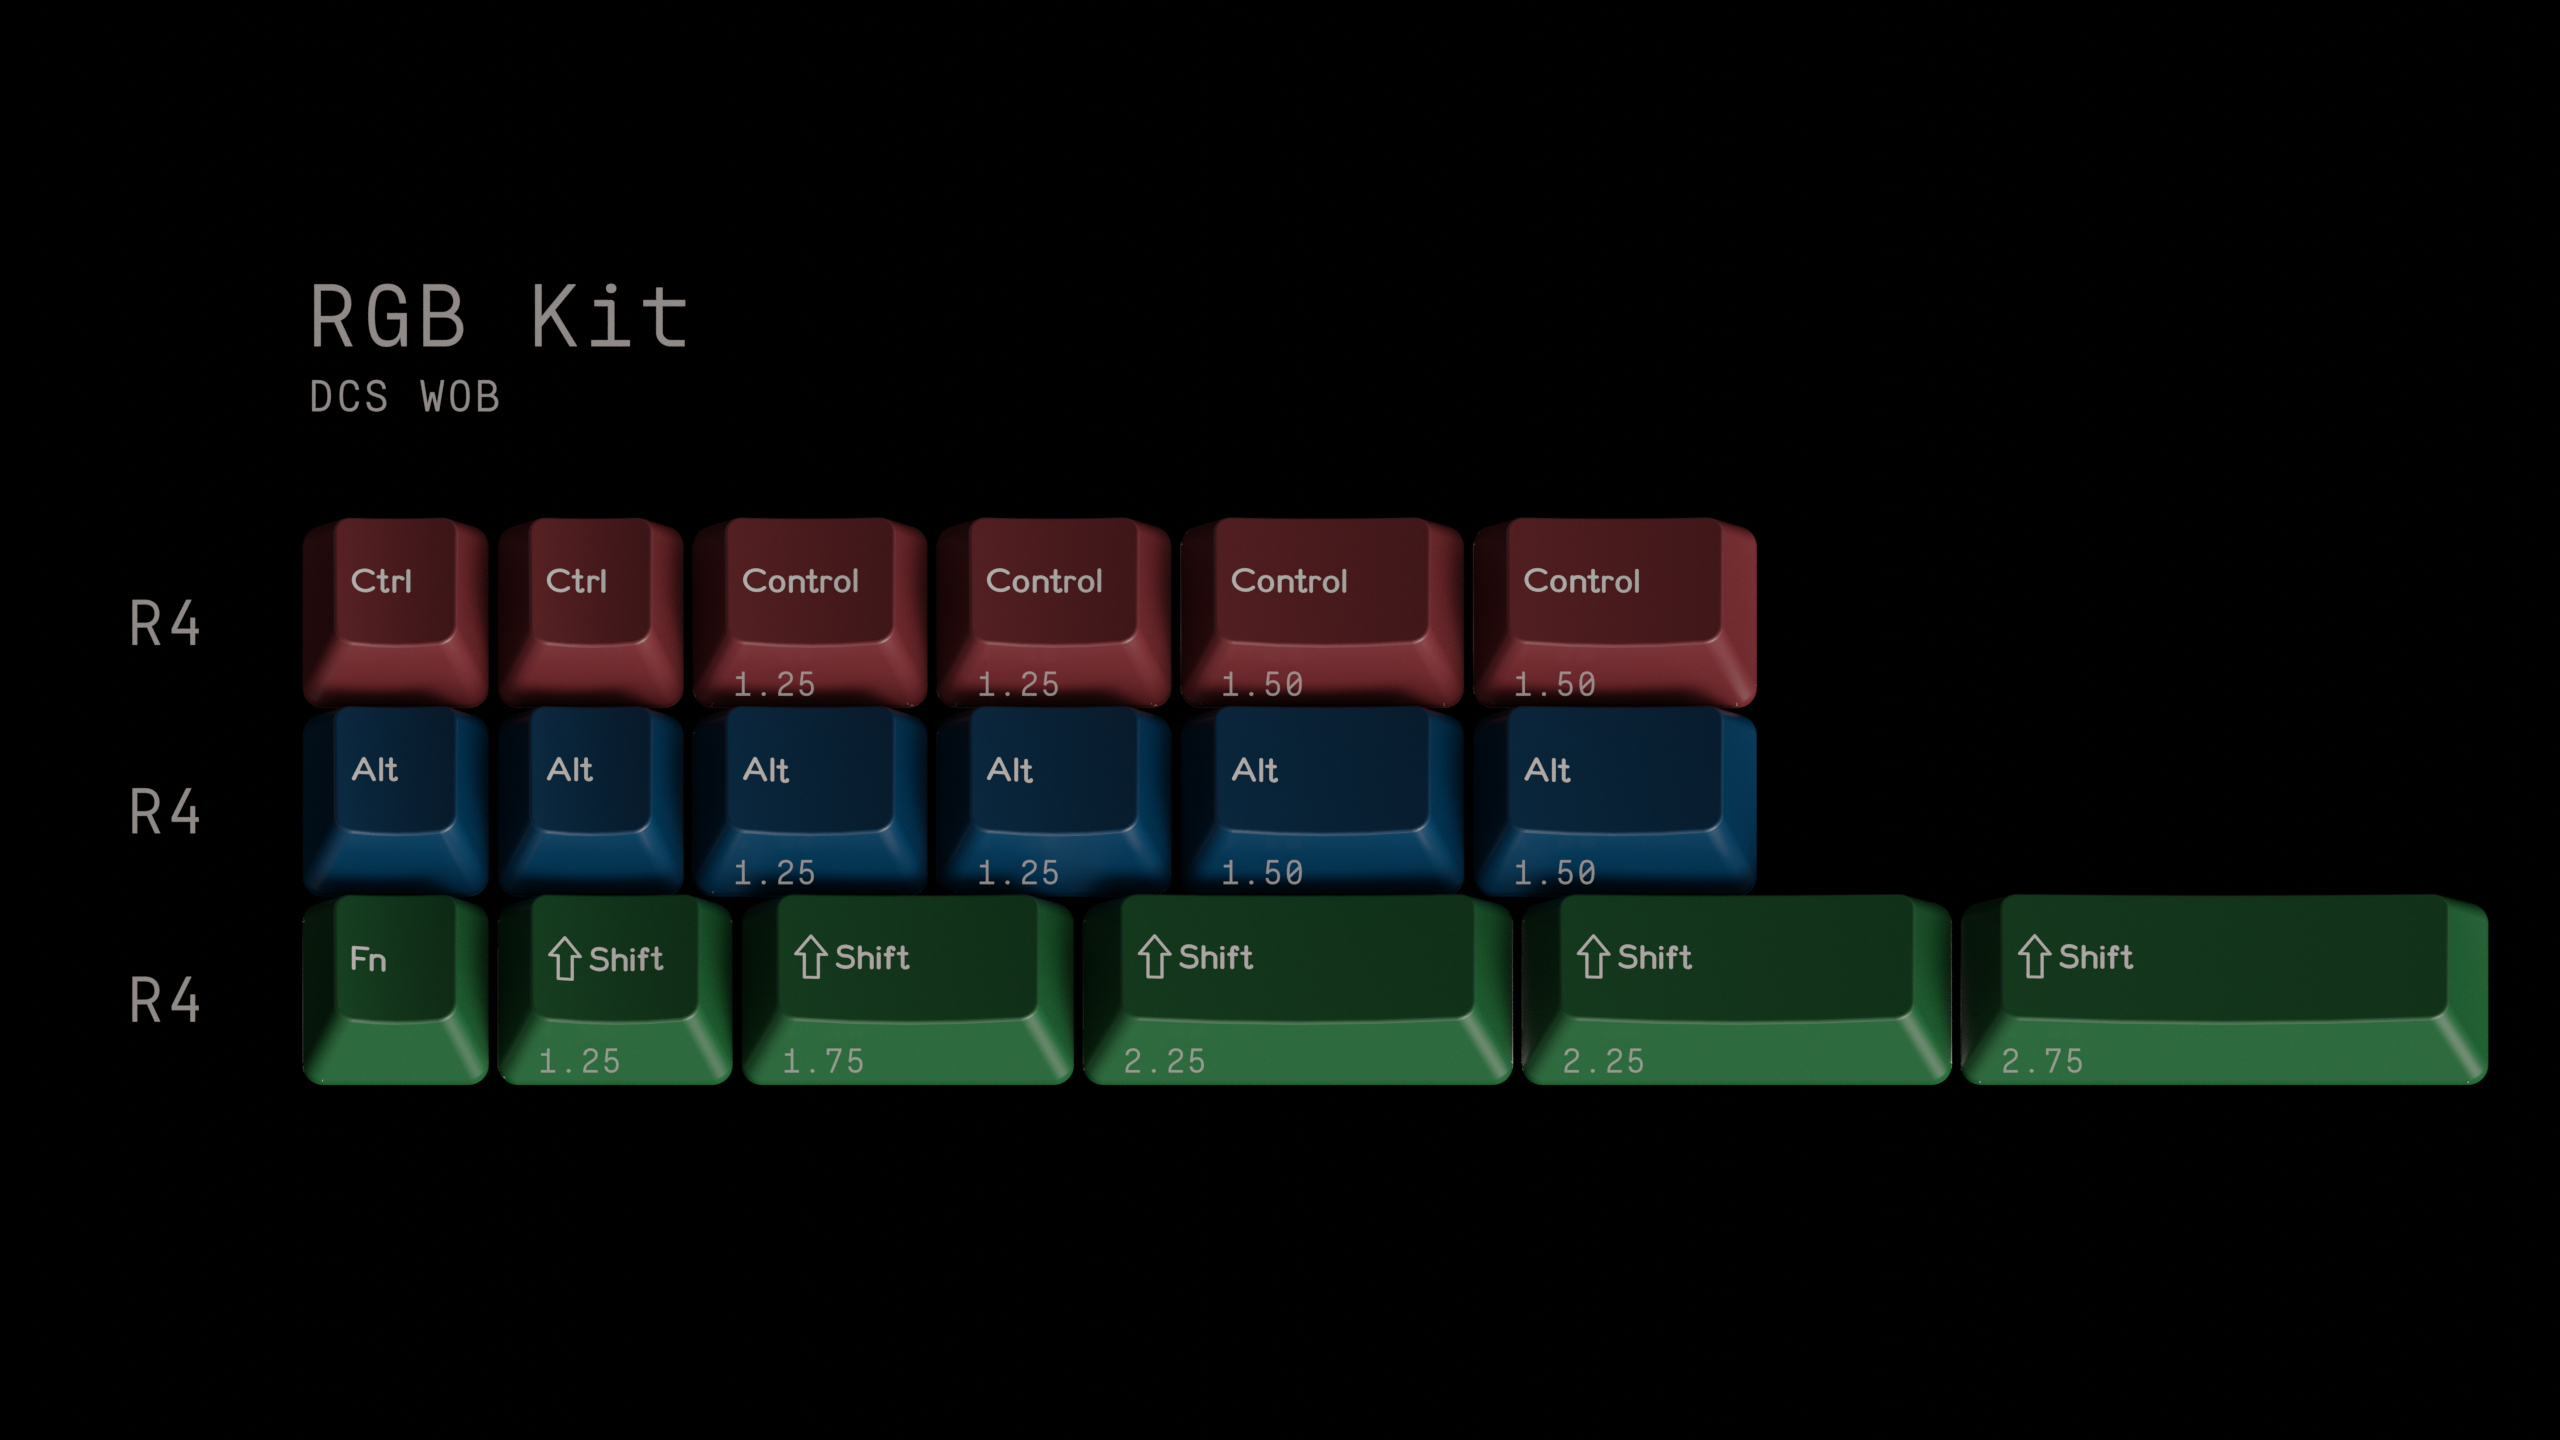 RGB Kit
DCS WOB
R4 Ctrl Ctrl Control Control Control Control
1.25 1.25 1.50 1.50
R4 Alt Alt Alt Alt Alt Alt
1.25 1.25 1.50 1.50
R4 Fn ⇧ Shift ⇧ Shift ⇧ Shift ⇧ Shift ⇧ Shift
1.25 1.75 2.25 2.25 2.75